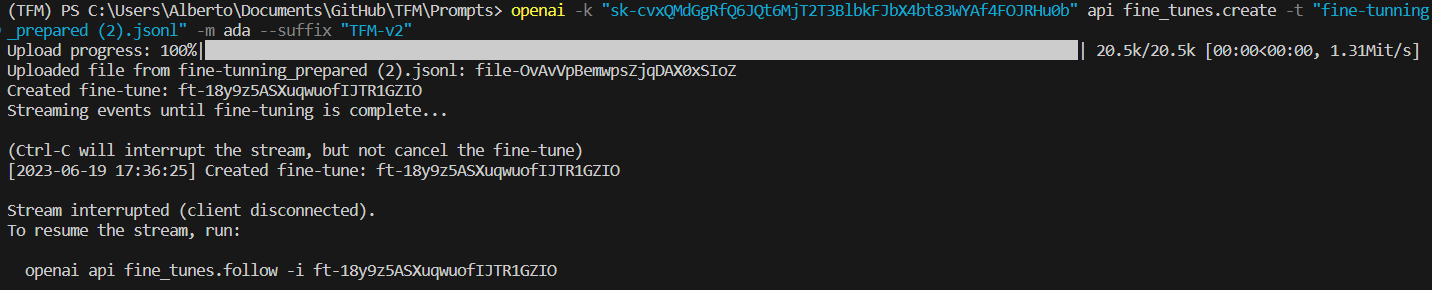 (TFM) PS C:\Users\Alberto\Documents\GitHub\TFM\Prompts> openai -k "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" api fine_tunes.create -t "fine-tunning
_prepared (2).jsonl" -m ada --suffix "TFM-v2"
Upload progress: 100%| | 20.5k/20.5k [00:00<00:00, 1.31Mit/s]
Uploaded file from fine-tunning_prepared (2).jsonl: file-OvAvVpBemwpsZjqDAX0xSIoZ
Created fine-tune: ft-18y9z5ASXuqwuofIJTR1GZIO
Streaming events until fine-tuning is complete...
(Ctrl-C will interrupt the stream, but not cancel the fine-tune)
[2023-06-19 17:36:25] Created fine-tune: ft-18y9z5ASXuqwuofIJTR1GZIO
Stream interrupted (client disconnected).
To resume the stream, run:
openai api fine_tunes.follow -i ft-18y9z5ASXuqwuofIJTR1GZIO